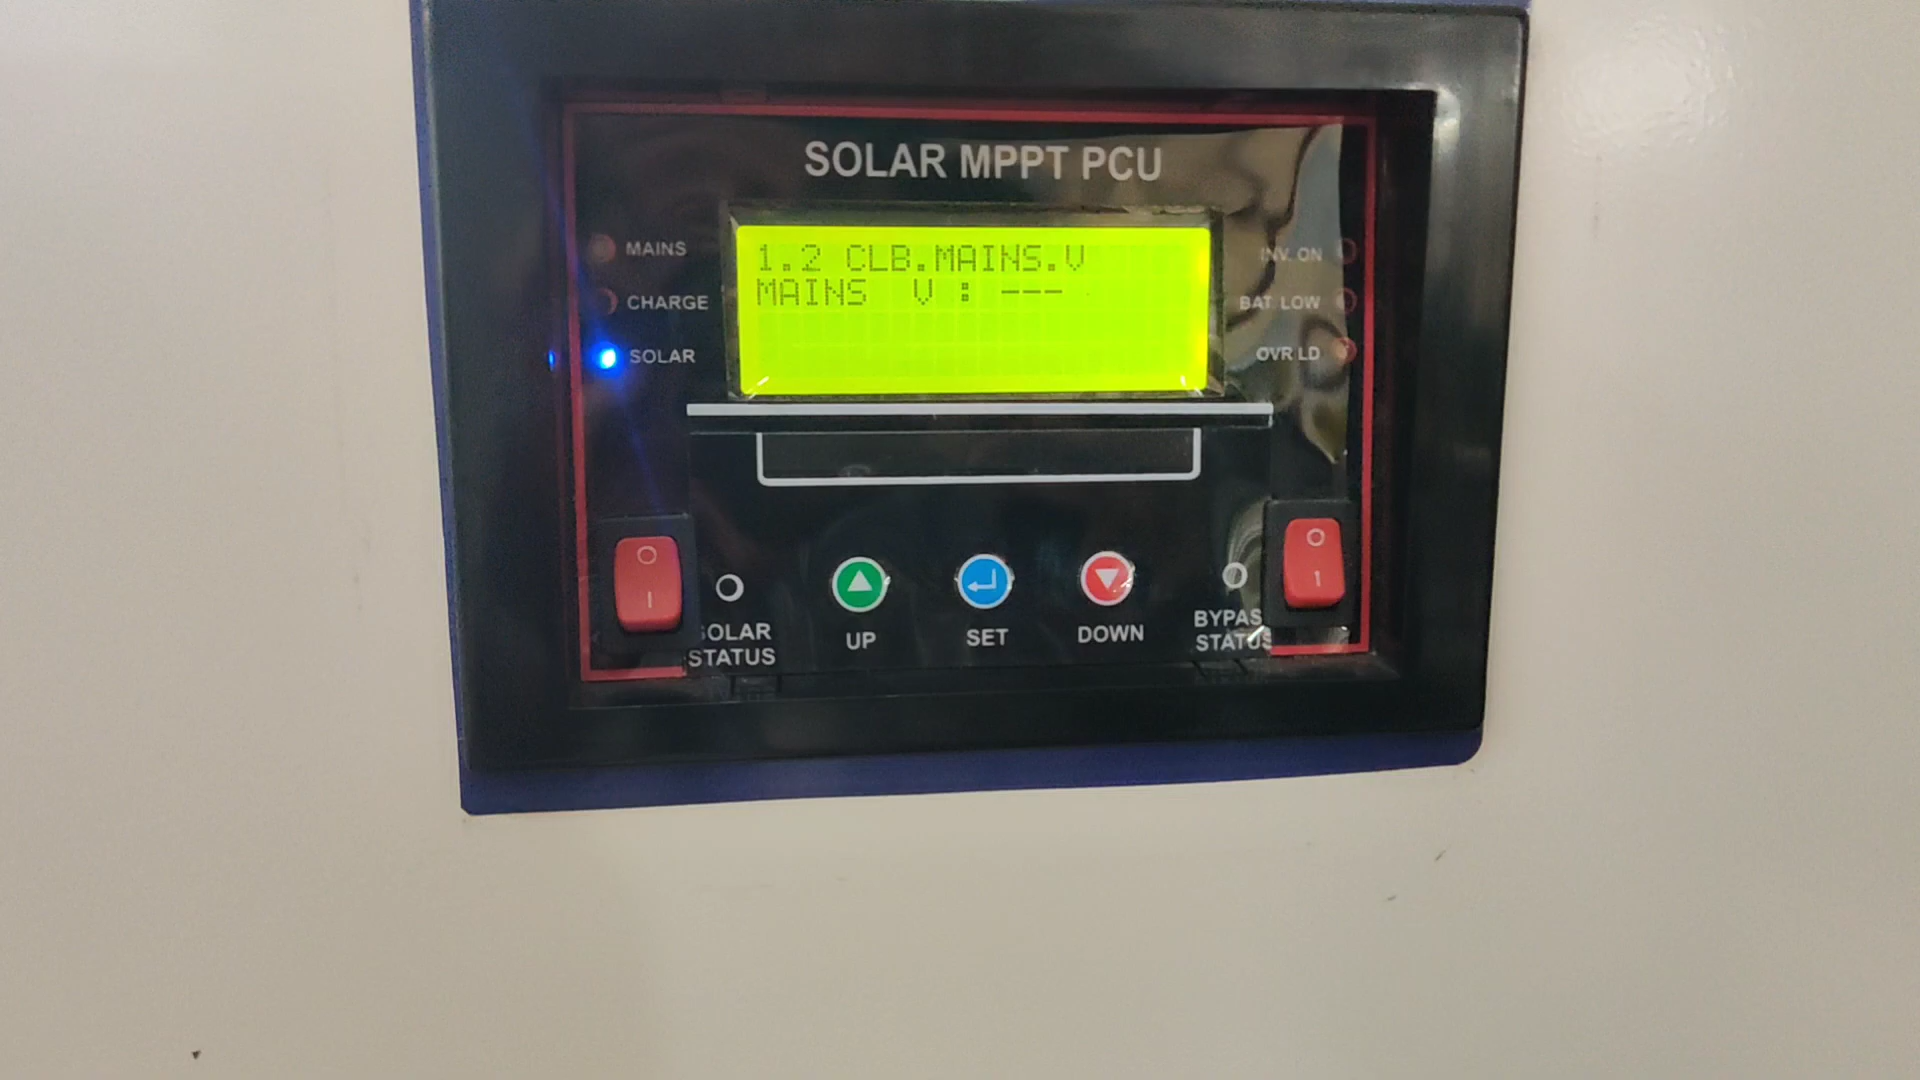 SOLAR MPPT PCU
MAINS
CHARGE
SOLAR
1.2 CLB.MAINS.V
MAINS V : ---
INV. ON
BAT. LOW
OVR LD
SOLAR
STATUS
UP
SET
DOWN
BYPAS
STATUS